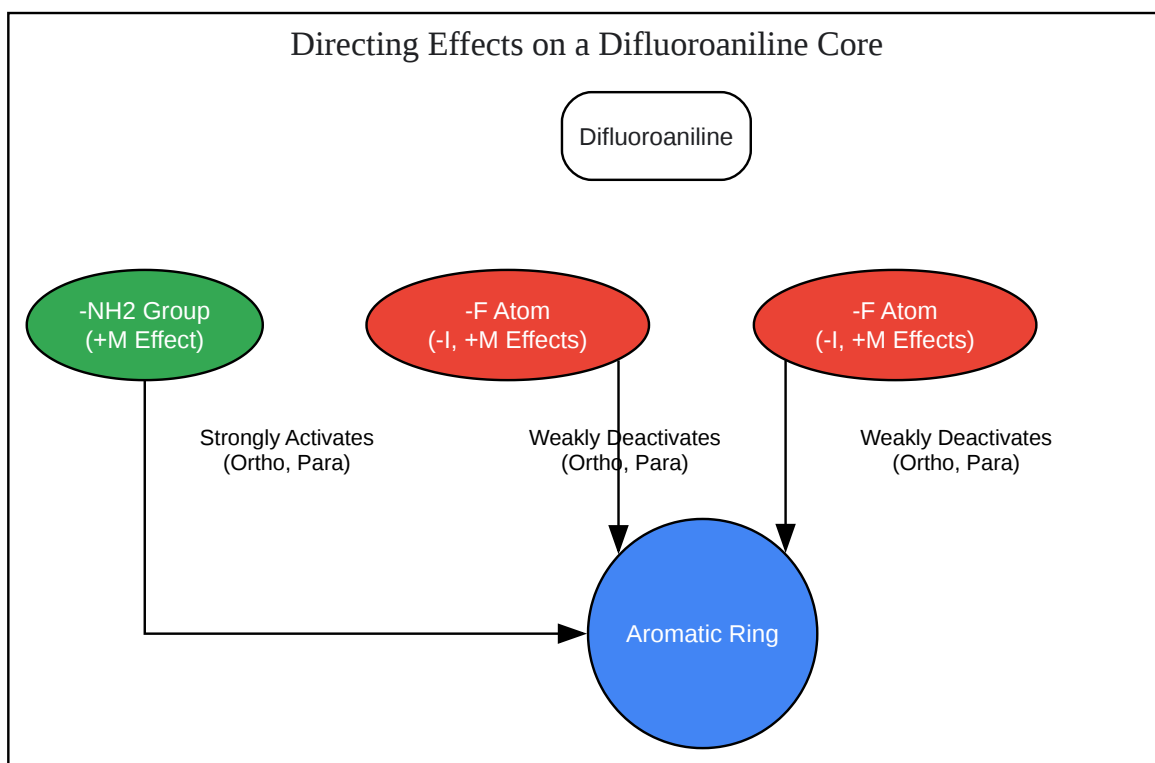 Directing Effects on a Difluoroaniline Core
Difluoroaniline
-NH2 Group
(+M Effect)
-F Atom
(-I, +M Effects)
-F Atom
(-I, +M Effects)
Strongly Activates
(Ortho, Para)
Weakly Deactivates
(Ortho, Para)
Weakly Deactivates
(Ortho, Para)
Aromatic Ring